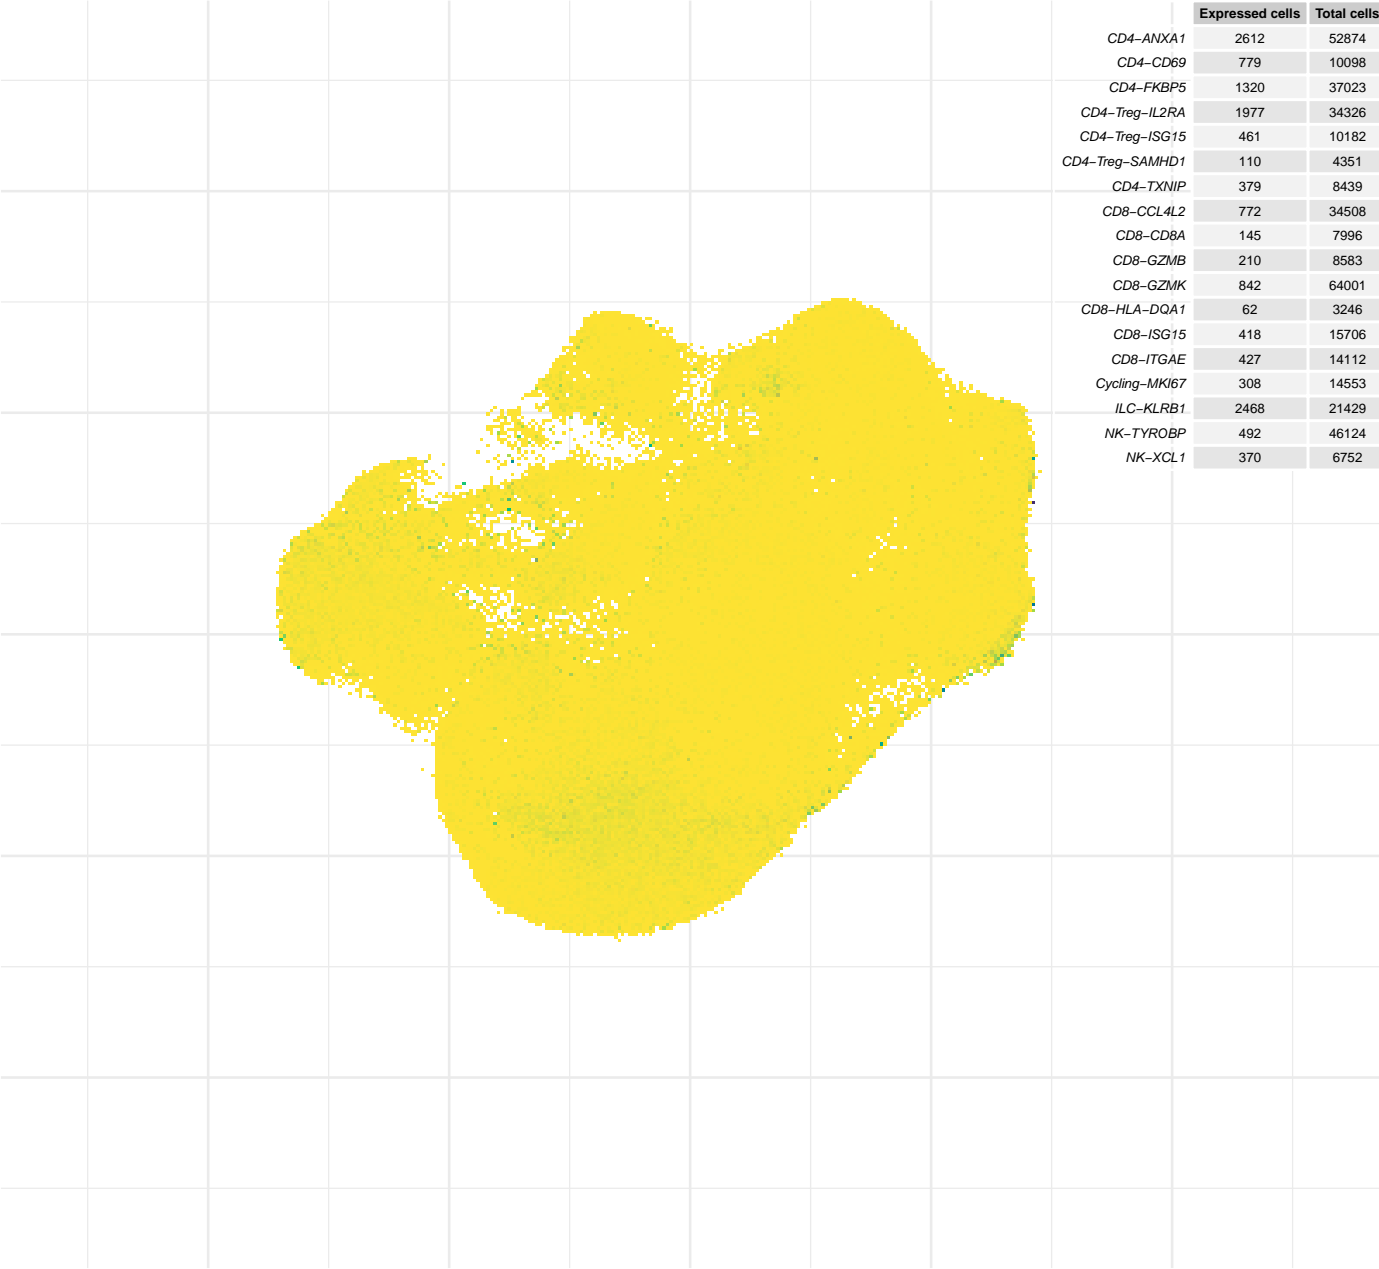 Expressed cells Total cells
CD4−ANXA1 2612 52874
CD4−CD69 779 10098
CD4−FKBP5 1320 37023
CD4−Treg−IL2RA 1977 34326
CD4−Treg−ISG15 461 10182
CD4−Treg−SAMHD1 110 4351
CD4−TXNIP 379 8439
CD8−CCL4L2 772 34508
CD8−CD8A 145 7996
CD8−GZMB 210 8583
CD8−GZMK 842 64001
CD8−HLA−DQA1 62 3246
CD8−ISG15 418 15706
CD8−ITGAE 427 14112
Cycling−MKI67 308 14553
ILC−KLRB1 2468 21429
NK−TYROBP 492 46124
NK−XCL1 370 6752